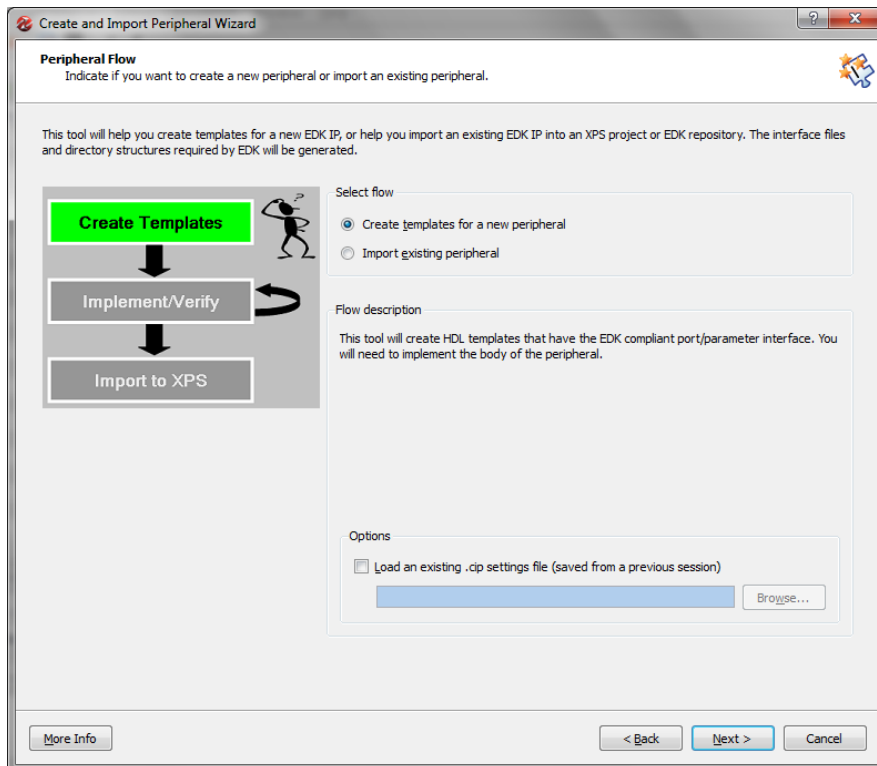 Create and Import Peripheral Wizard
?
Peripheral Flow
Indicate if you want to create a new peripheral or import an existing peripheral.
This tool will help you create templates for a new EDK IP, or help you import an existing EDK IP into an XPS project or EDK repository. The interface files
and directory structures required by EDK will be generated.
Create Templates
?
Implement/Verify
Import to XPS
Select flow
Create templates for a new peripheral
Import existing peripheral
Flow description
This tool will create HDL templates that have the EDK compliant port/parameter interface. You
will need to implement the body of the peripheral.
Options
Load an existing .cip settings file (saved from a previous session)
Browse...
More Info
< Back
Next >
Cancel